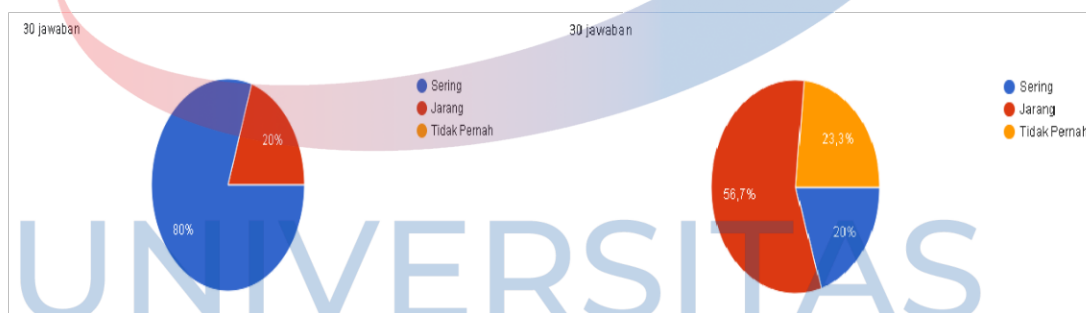 30 jawaban
Sering
Jarang
Tidak Pernah
20%
80%
30 jawaban
Sering
Jarang
Tidak Pernah
23,3%
56,7%
20%
UNIVERSITAS